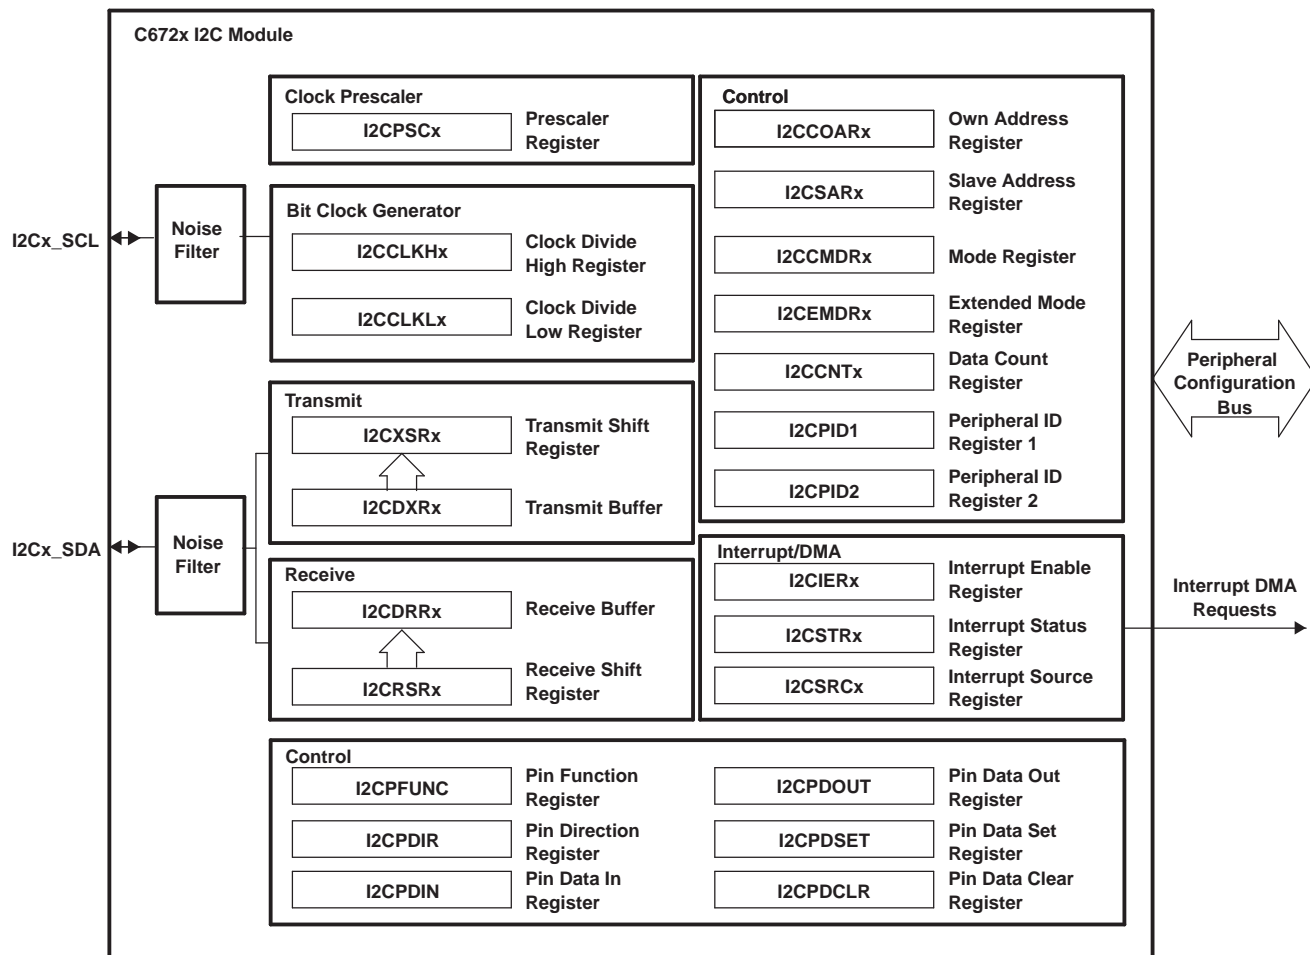 C672x I2C Module
Clock Prescaler
I2CPSCx
Prescaler
Register
Control
I2CCOARx
Own Address
Register
I2CSARx
Slave Address
Register
I2CCMDRx
Mode Register
I2CEMDRx
Extended Mode
Register
I2CCNTx
Data Count
Register
I2CPID1
Peripheral ID
Register 1
I2CPID2
Peripheral ID
Register 2
I2Cx_SCL
Noise
Filter
Bit Clock Generator
I2CCLKHx
Clock Divide
High Register
I2CCLKLx
Clock Divide
Low Register
Peripheral
Configuration
Bus
Transmit
I2CXSRx
Transmit Shift
Register
I2CDXRx
Transmit Buffer
I2Cx_SDA
Noise
Filter
Receive
I2CDRRx
Receive Buffer
I2CRSRx
Receive Shift
Register
Interrupt/DMA
I2CIERx
Interrupt Enable
Register
I2CSTRx
Interrupt Status
Register
I2CSRCx
Interrupt Source
Register
Interrupt DMA
Requests
Control
I2CPFUNC
Pin Function
Register
I2CPDIR
Pin Direction
Register
I2CPDIN
Pin Data In
Register
I2CPDOUT
Pin Data Out
Register
I2CPDSET
Pin Data Set
Register
I2CPDCLR
Pin Data Clear
Register